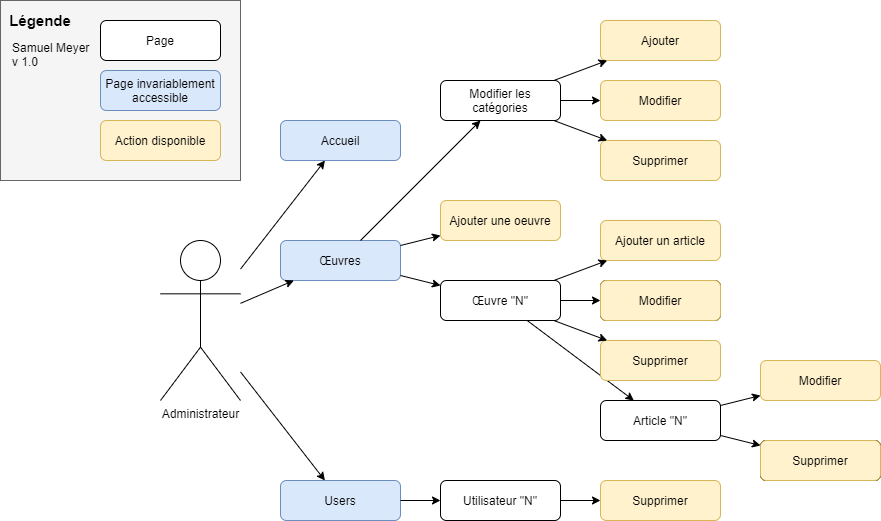 Légende
Samuel Meyer
v 1.0
Page
Page invariablement
accessible
Action disponible
Administrateur
Accueil
Œuvres
Users
Modifier les
catégories
Ajouter
Modifier
Supprimer
Ajouter une oeuvre
Œuvre "N"
Ajouter un article
Modifier
Supprimer
Article "N"
Modifier
Supprimer
Utilisateur "N"
Supprimer